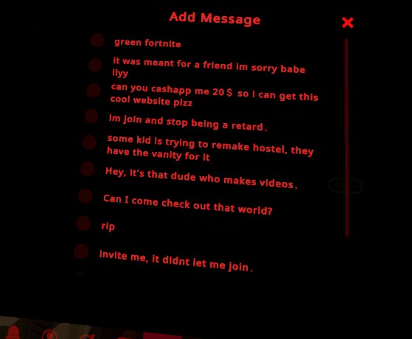 Add Message
green fortnite
it was meant for a friend im sorry babe
ilyy
can you cashapp me 20$ so i can get this
cool website plzz
im join and stop being a retard.
some kid is trying to remake hostel, they
have the vanity for it
Hey, it's that dude who makes videos.
Can I come check out that world?
rip
Invite me, it didnt let me join.